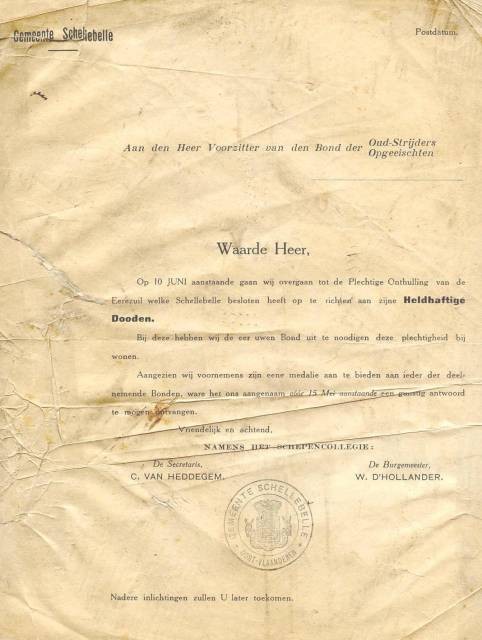 Gemeente Schellebelle
Postdatum.
Aan den Heer Voorzitter van den Bond der Oud-Strijders
Opgeeischten
Waarde Heer,
Op 10 JUNI aanstaande gaan wij overgaan tot de Plechtige Onthulling van de
Eerezuil welke Schellebelle besloten heeft op te richten aan zijne Heldhaftige
Dooden.
Bij deze hebben wij de eer uwen Bond uit te noodigen deze plechtigheid bij
wonen.
Aangezien wij voornemens zijn eene medalie aan te bieden aan ieder der deel-
nemende Bonden, ware het ons aangenaam vóór 15 Mei aanstaande een gunstig antwoord
te mogen ontvangen.
Vriendelijk en achtend,
NAMENS HET SCHEPENCOLLEGIE:
De Secretaris,
C. VAN HEDDEGEM.
De Burgemeester,
W. D'HOLLANDER.
GEMEENTE SCHELLEBELLE
OOST-VLAANDEREN
Nadere inlichtingen zullen U later toekomen.